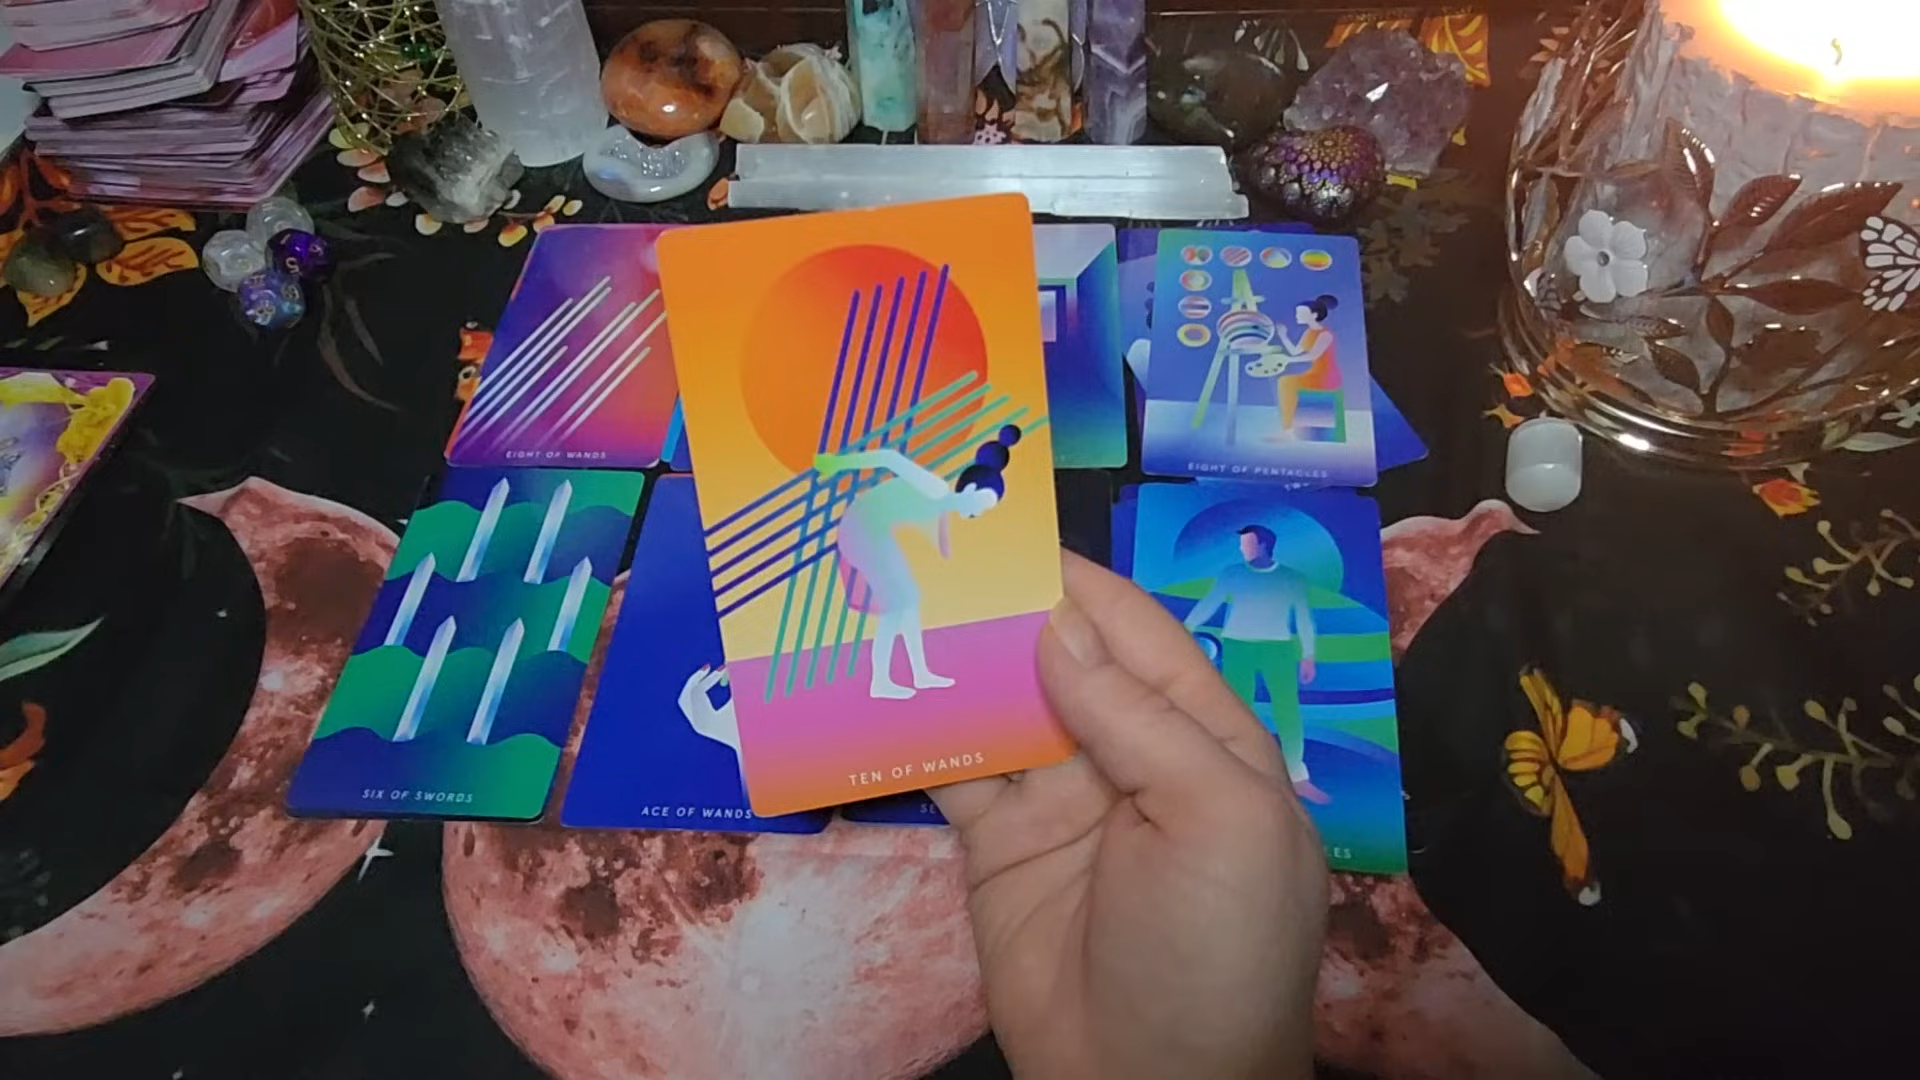 EIGHT OF WANDS
EIGHT OF PENTACLES
TEN OF WANDS
SIX OF SWORDS
ACE OF WANDS